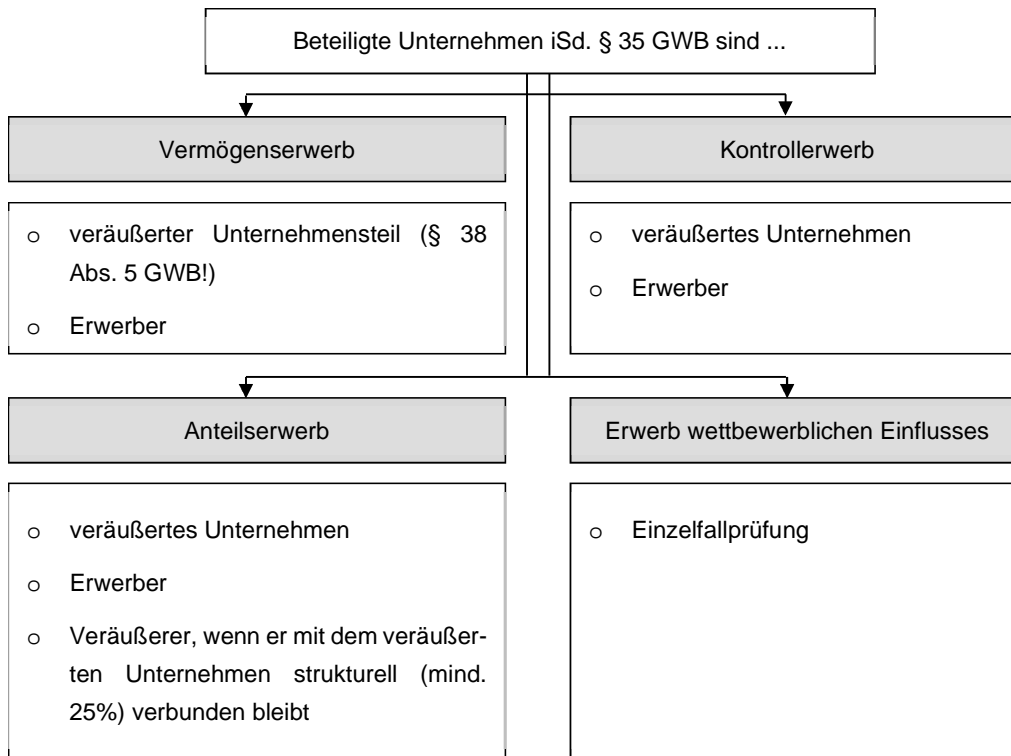 Beteiligte Unternehmen iSd. § 35 GWB sind ...
Vermögenserwerb
o veräußerter Unternehmensteil (§ 38
Abs. 5 GWB!)
o Erwerber
Kontrollerwerb
o veräußertes Unternehmen
o Erwerber
Anteilserwerb
o veräußertes Unternehmen
o Erwerber
o Veräußerer, wenn er mit dem veräußer-
ten Unternehmen strukturell (mind.
25%) verbunden bleibt
Erwerb wettbewerblichen Einflusses
o Einzelfallprüfung